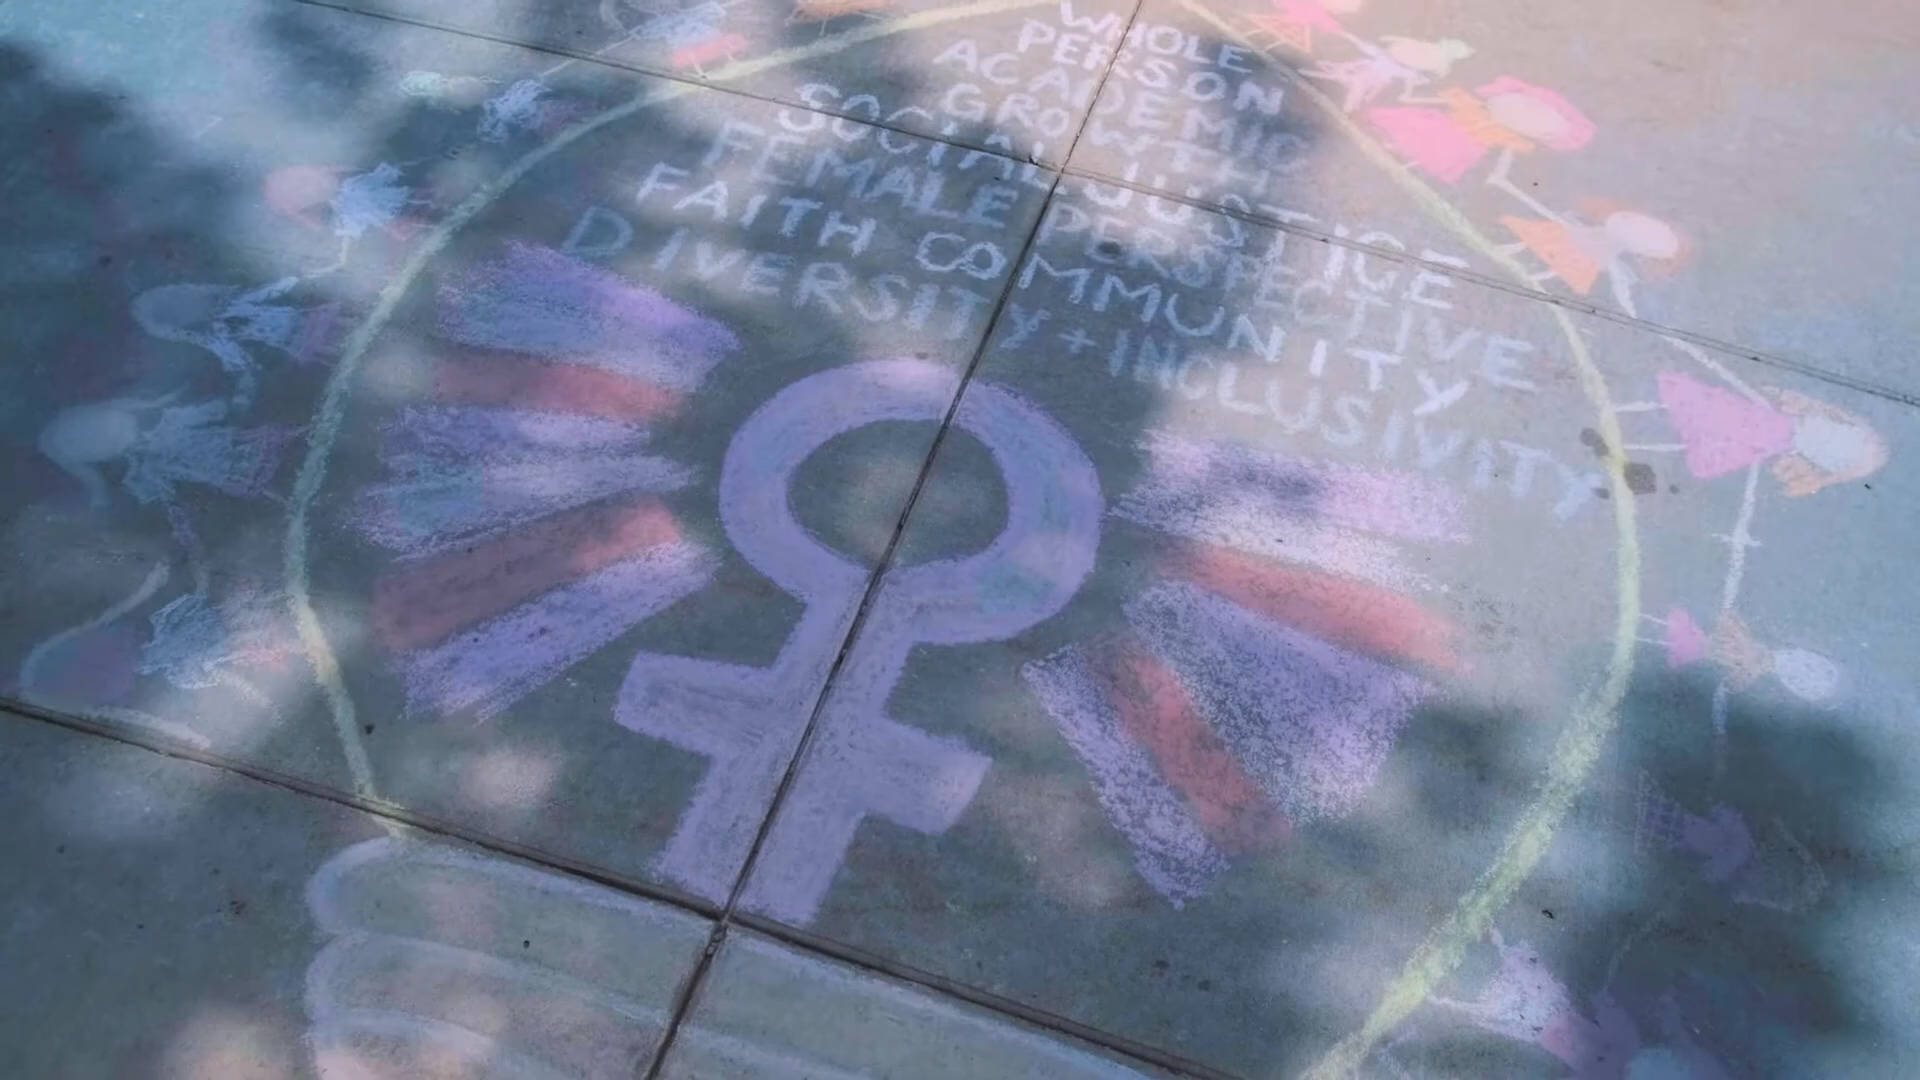 WHOLE
PERSON
ACADEMIC
GROWTH
SOCIAL JUSTICE
FEMALE PERSPECTIVE
FAITH COMMUNITY
DIVERSITY + INCLUSIVITY